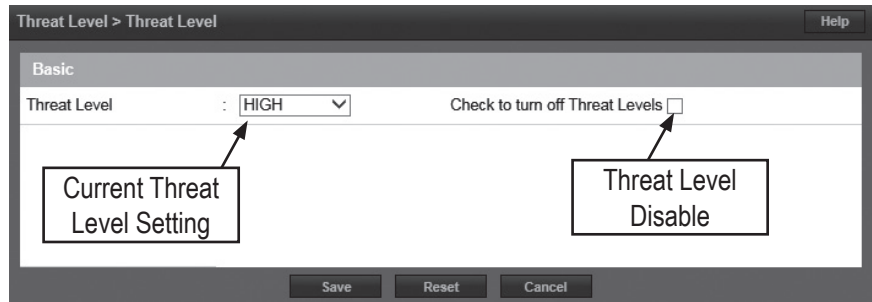 Threat Level > Threat Level Help
Basic
Threat Level : HIGH Check to turn off Threat Levels
Current Threat
Level Setting
Threat Level
Disable
Save Reset Cancel